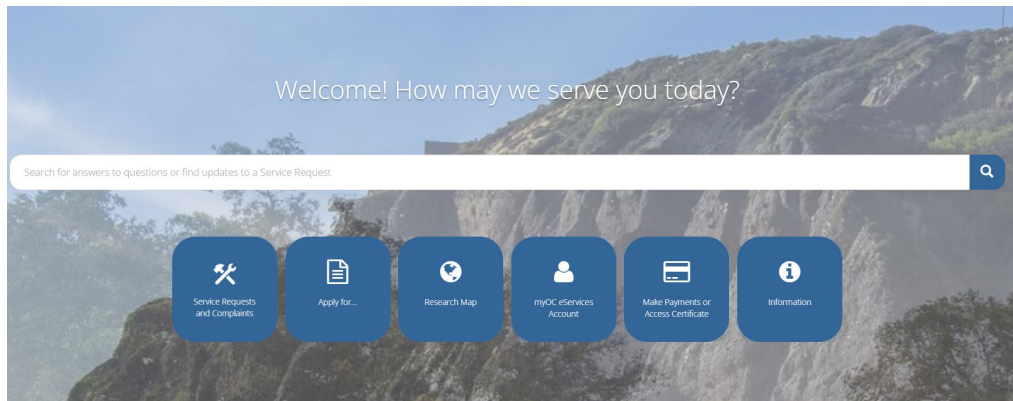 Welcome! How may we serve you today?
Search for answers to questions or find updates to a Service Request
Service Requests
and Complaints
Apply for...
Research Map
myOC eServices
Account
Make Payments or
Access Certificate
Information